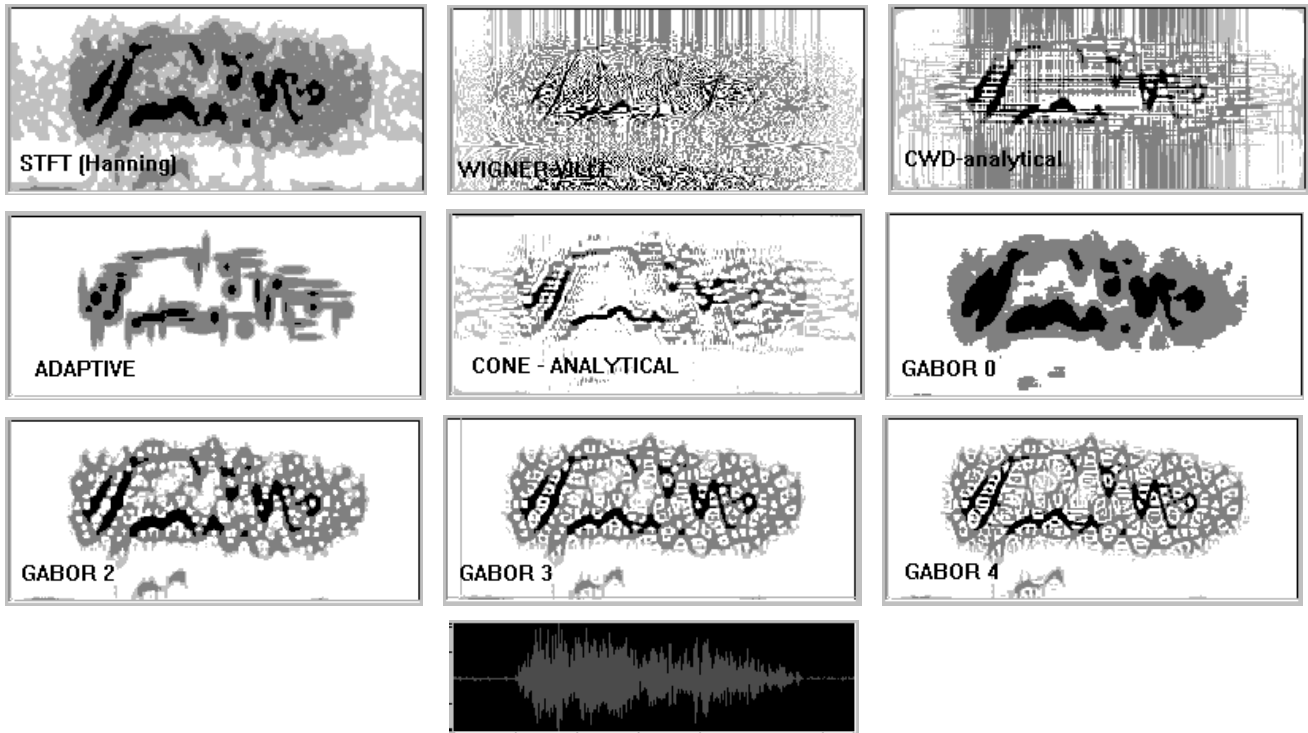 STFT (Hanning)
WIGNER-VILLE
CWD-analytical
ADAPTIVE
CONE - ANALYTICAL
GABOR 0
GABOR 2
GABOR 3
GABOR 4